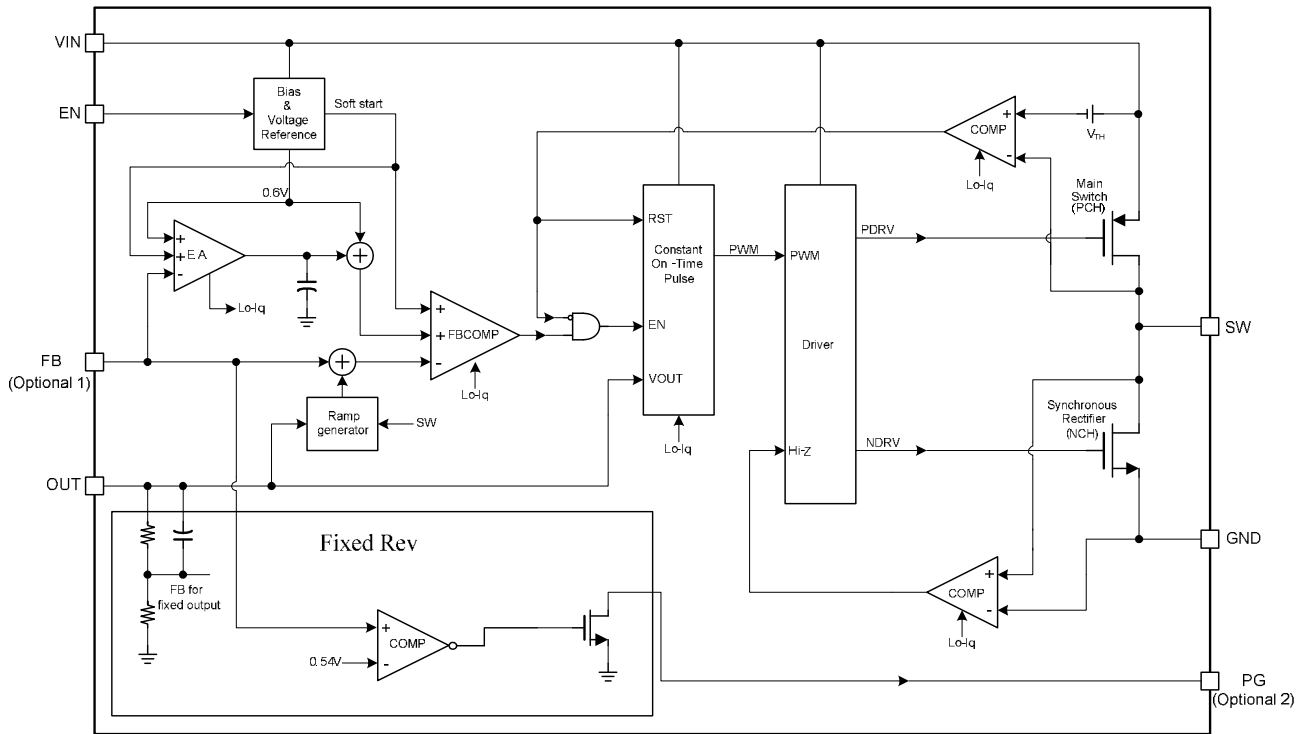 VIN
EN
Bias
&
Voltage
Reference
Soft start
0.6V
+
+
-
EA
Lo-Iq
+
FB
(Optional 1)
+
Ramp
generator
SW
+
+
-
FBCOMP
Lo-Iq
RST
Constant
On -Time
Pulse
EN
VOUT
Lo-Iq
PWM
PWM
Driver
Hi-Z
PDRV
NDRV
COMP
+
-
Lo-Iq
VTH
Main
Switch
(PCH)
SW
Synchronous
Rectifier
(NCH)
GND
COMP
+
-
Lo-Iq
OUT
FB for
fixed output
Fixed Rev
+
-
COMP
0.54V
PG
(Optional 2)